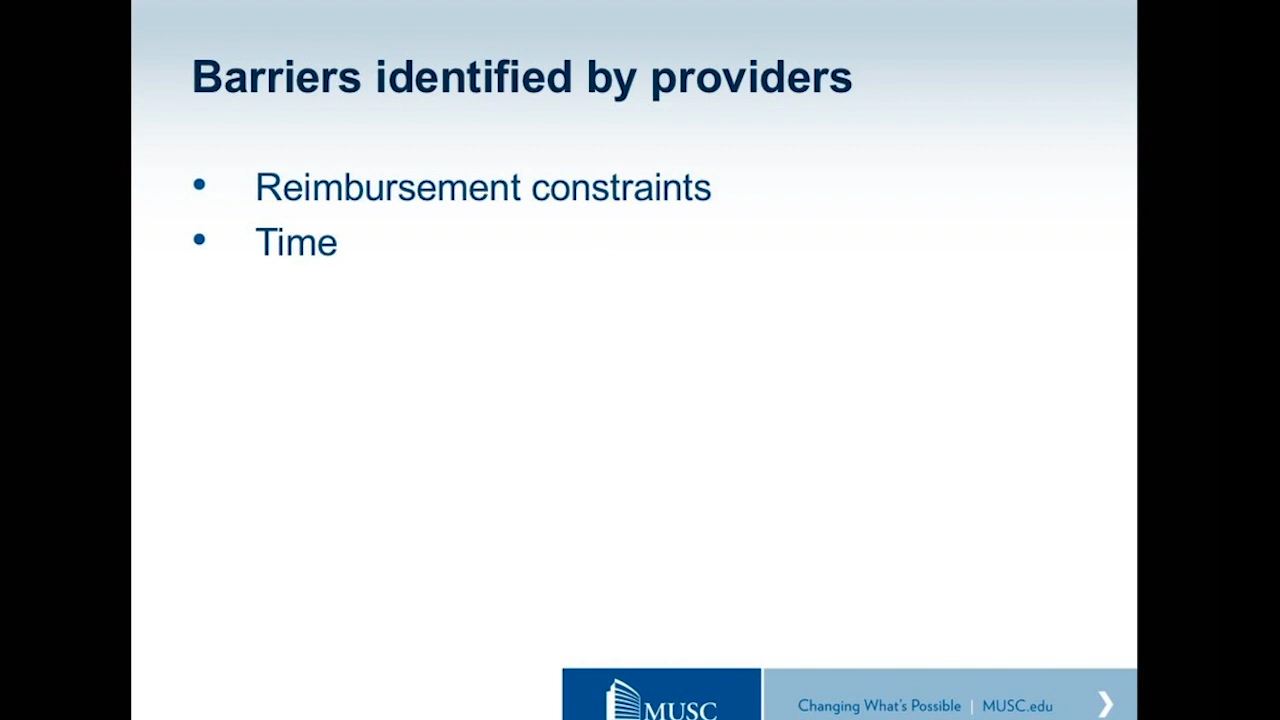 Barriers identified by providers
• Reimbursement constraints
• Time
MUSC
Changing What's Possible | MUSC.edu